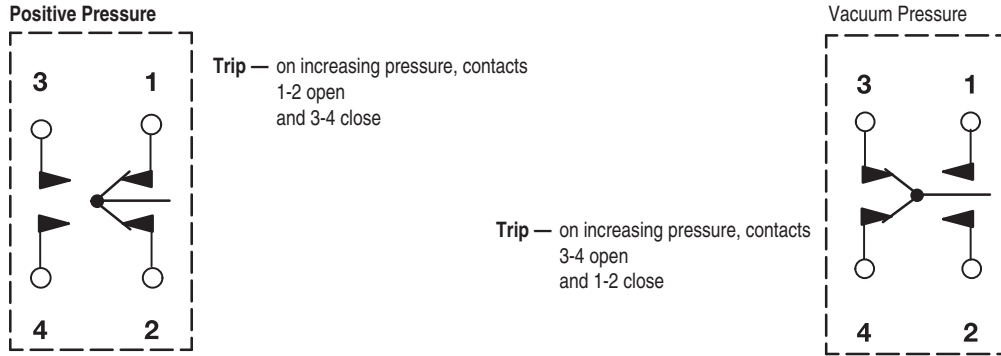 Positive Pressure
3 1
4 2
Trip — on increasing pressure, contacts
1-2 open
and 3-4 close
Vacuum Pressure
3 1
4 2
Trip — on increasing pressure, contacts
3-4 open
and 1-2 close